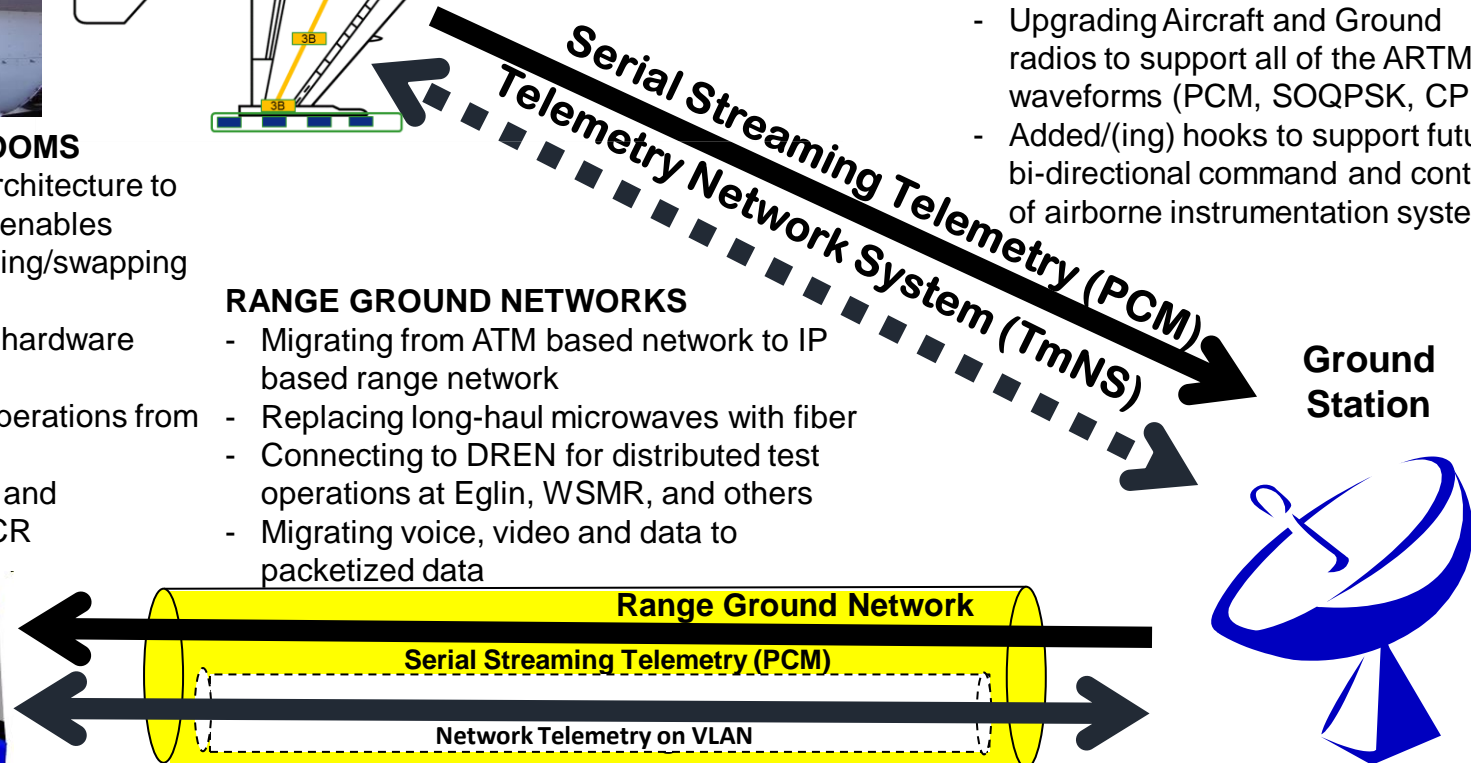 3B
3B
- Upgrading Aircraft and Ground
radios to support all of the ARTM
waveforms (PCM, SOQPSK, CP
- Added/(ing) hooks to support futu
bi-directional command and cont
of airborne instrumentation syste
Serial Streaming Telemetry (PCM)
Telemetry Network System (TmNS)
OOMS
rchitecture to
enables
ing/swapping
hardware
perations from
and
CR
RANGE GROUND NETWORKS
- Migrating from ATM based network to IP
based range network
- Replacing long-haul microwaves with fiber
- Connecting to DREN for distributed test
operations at Eglin, WSMR, and others
- Migrating voice, video and data to
packetized data
Ground
Station
Range Ground Network
Serial Streaming Telemetry (PCM)
Network Telemetry on VLAN